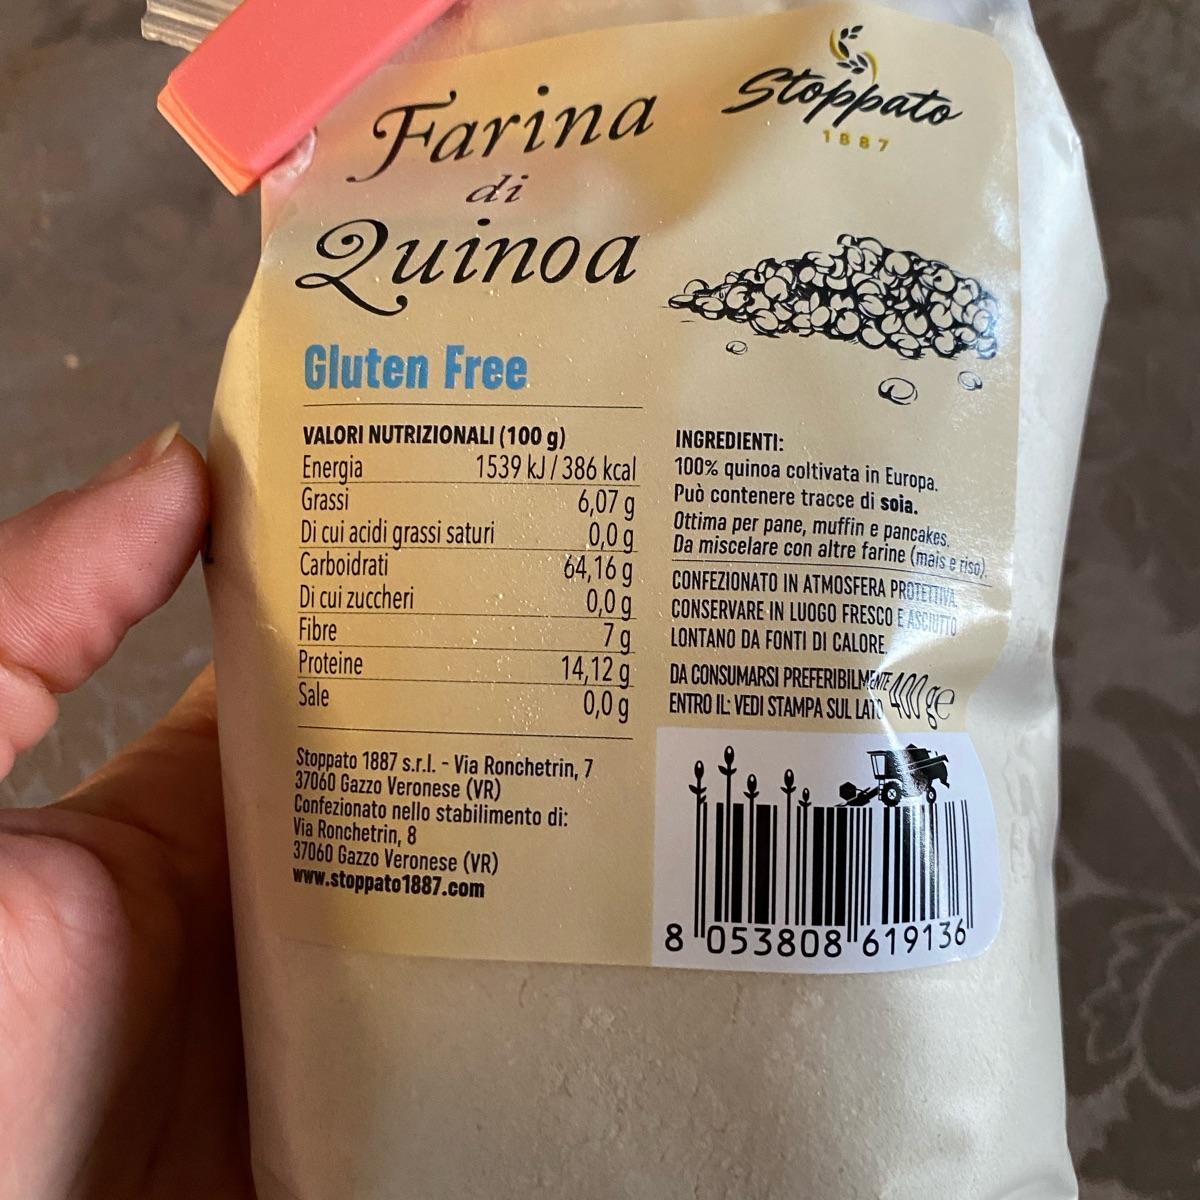 Stoppato
1887
Farina
di
Quinoa
Gluten Free
VALORI NUTRIZIONALI (100 g)
Energia 1539 kJ / 386 kcal
Grassi 6,07 g
Di cui acidi grassi saturi 0,0 g
Carboidrati 64,16 g
Di cui zuccheri 0,0 g
Fibre 7 g
Proteine 14,12 g
Sale 0,0 g
Stoppato 1887 s.r.l. - Via Ronchetrin, 7
37060 Gazzo Veronese (VR)
Confezionato nello stabilimento di:
Via Ronchetrin, 8
37060 Gazzo Veronese (VR)
www.stoppato1887.com
INGREDIENTI:
100% quinoa coltivata in Europa.
Può contenere tracce di soia.
Ottima per pane, muffin e pancakes.
Da miscelare con altre farine (mais e riso).
CONFEZIONATO IN ATMOSFERA PROTETTIVA.
CONSERVARE IN LUOGO FRESCO E ASCIUTTO
LONTANO DA FONTI DI CALORE.
DA CONSUMARSI PREFERIBILMENTE
ENTRO IL: VEDI STAMPA SUL LATO
400 g e
8 053808 619136